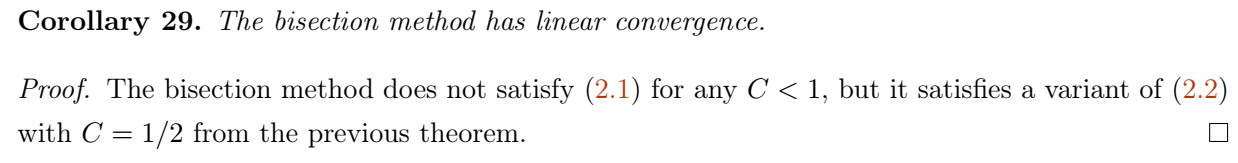 Corollary 29. The bisection method has linear convergence.
Proof. The bisection method does not satisfy (2.1) for any C < 1, but it satisfies a variant of (2.2)
with C = 1/2 from the previous theorem. □